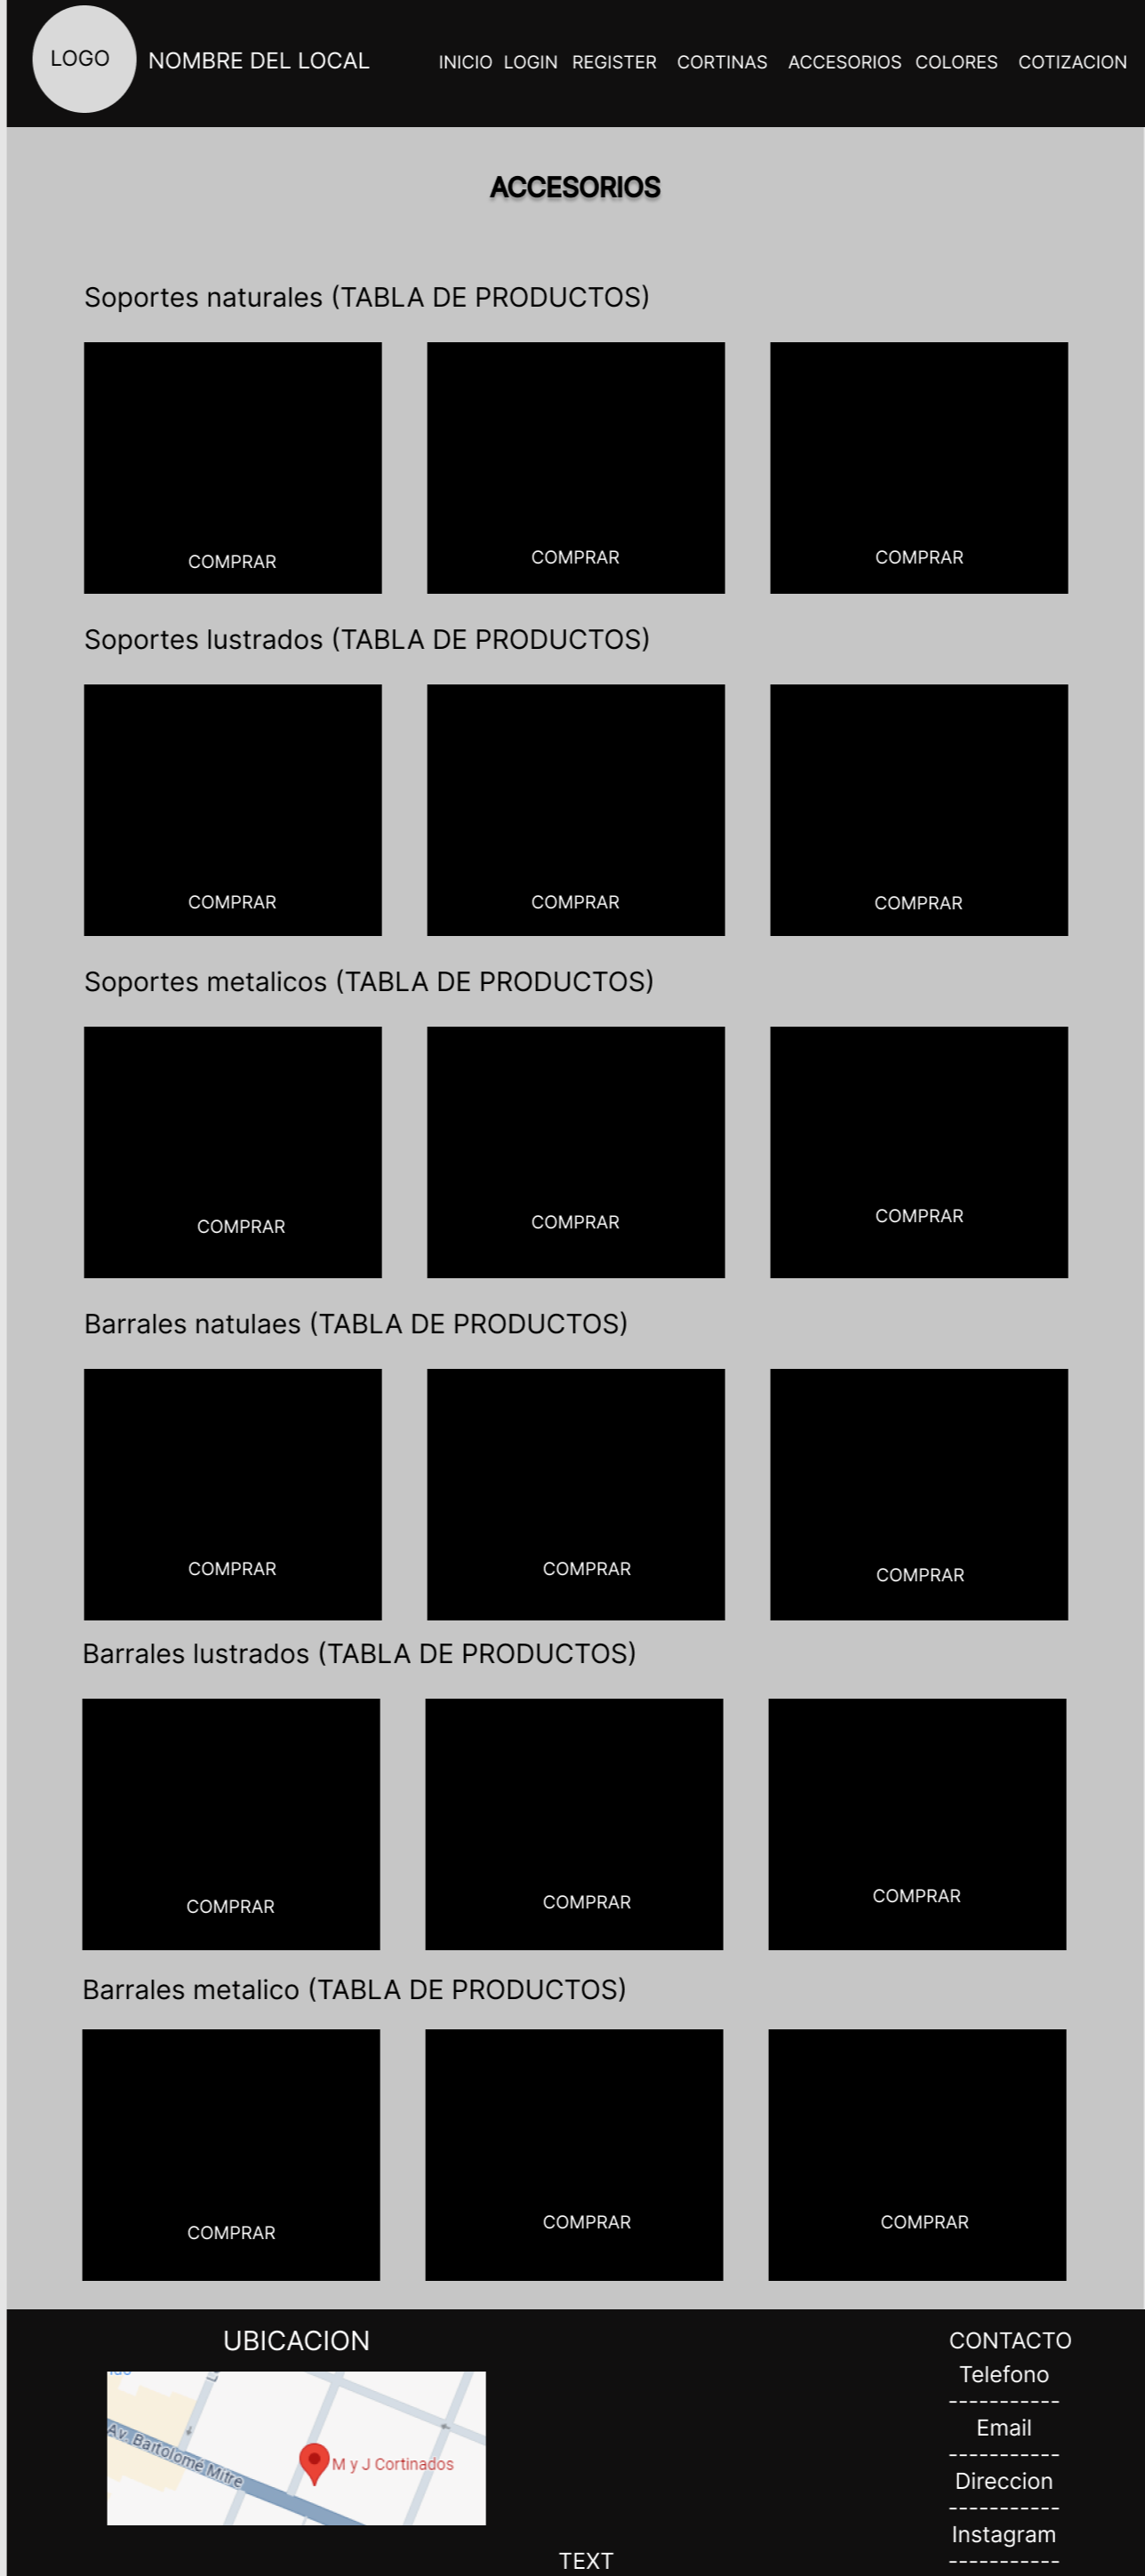 LOGO
NOMBRE DEL LOCAL
INICIO LOGIN REGISTER CORTINAS ACCESORIOS COLORES COTIZACION
ACCESORIOS
Soportes naturales (TABLA DE PRODUCTOS)
COMPRAR COMPRAR COMPRAR
Soportes lustrados (TABLA DE PRODUCTOS)
COMPRAR COMPRAR COMPRAR
Soportes metalicos (TABLA DE PRODUCTOS)
COMPRAR COMPRAR COMPRAR
Barrales natulaes (TABLA DE PRODUCTOS)
COMPRAR COMPRAR COMPRAR
Barrales lustrados (TABLA DE PRODUCTOS)
COMPRAR COMPRAR COMPRAR
Barrales metalico (TABLA DE PRODUCTOS)
COMPRAR COMPRAR COMPRAR
UBICACION
Av. Bartolomé Mitre
M y J Cortinados
CONTACTO
Telefono
-----------
Email
-----------
Direccion
-----------
Instagram
-----------
TEXT